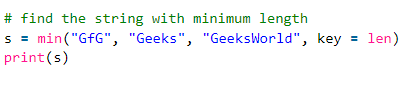 # find the string with minimum length
s = min("GfG", "Geeks", "GeeksWorld", key = len)
print(s)